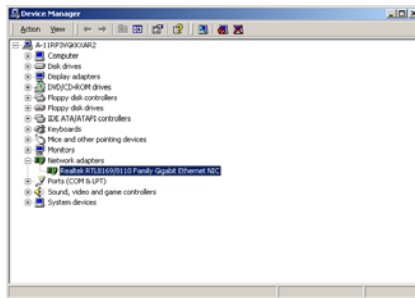 Device Manager
Action View
A-11RP3VQXXIAR2
Computer
Disk drives
Display adapters
DVD/CD-ROM drives
Floppy disk controllers
Floppy disk drives
IDE ATA/ATAPI controllers
Keyboards
Mice and other pointing devices
Monitors
Network adapters
Realtek RTL8169/8110 Family Gigabit Ethernet NIC
Ports (COM & LPT)
Sound, video and game controllers
System devices